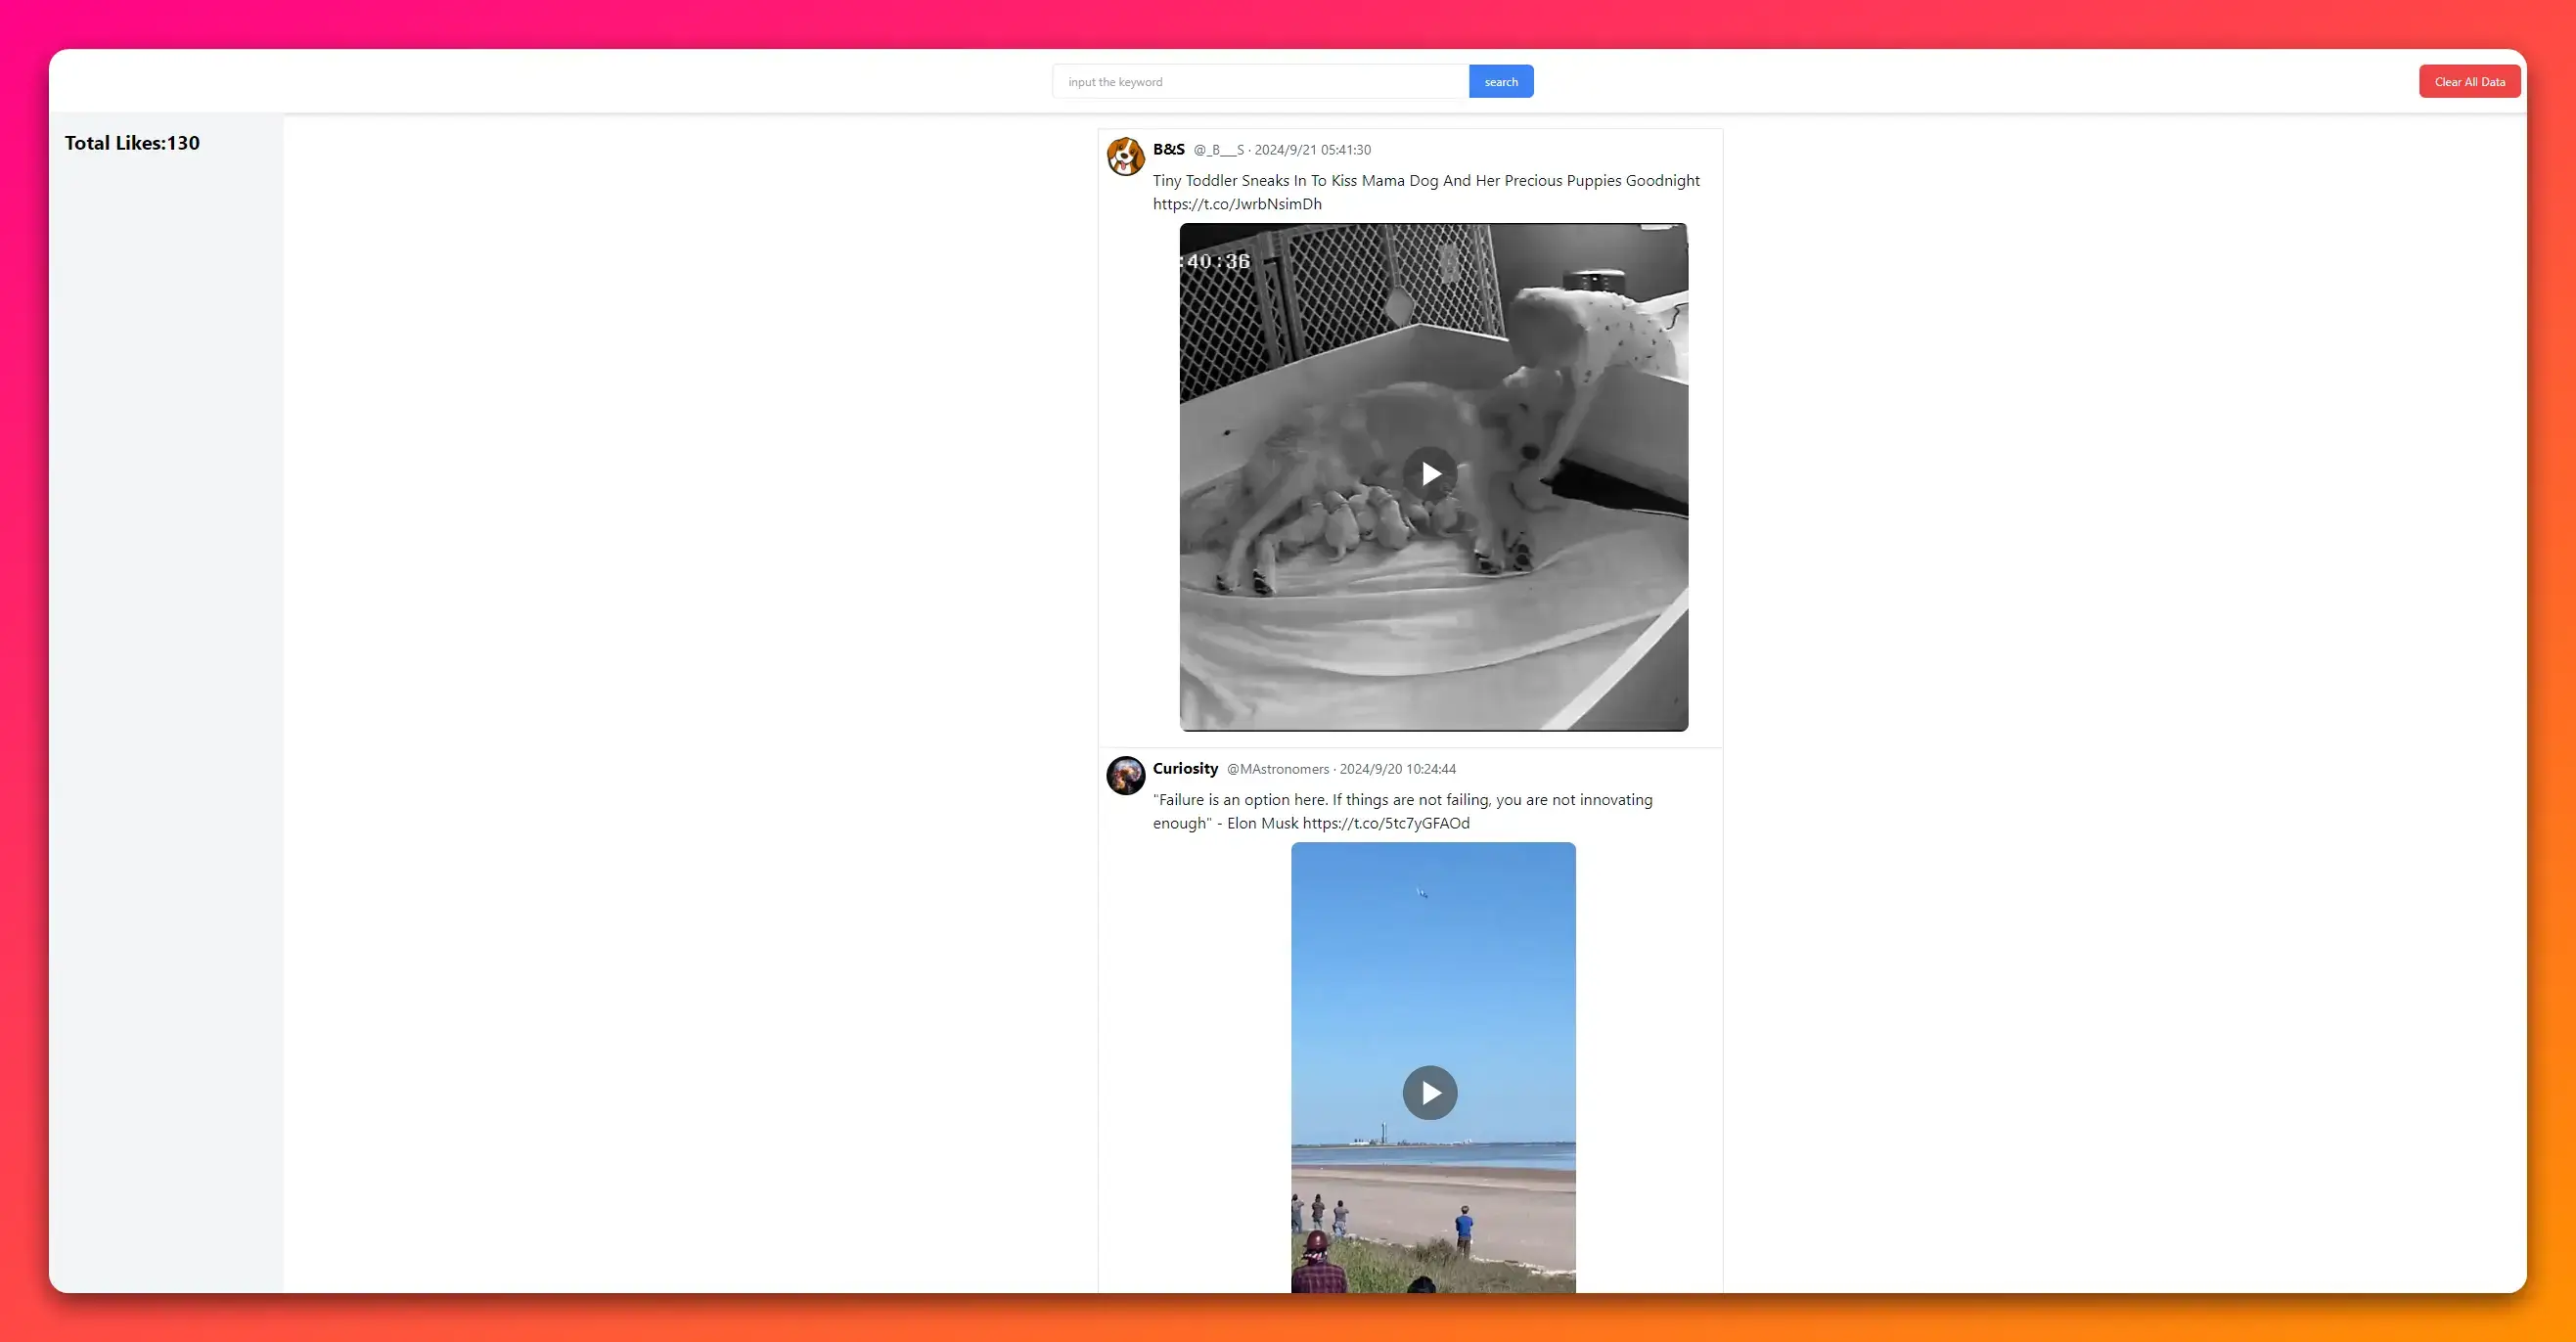 input the keyword
search
Clear All Data
Total Likes:130
B&S @_B___S · 2024/9/21 05:41:30
Tiny Toddler Sneaks In To Kiss Mama Dog And Her Precious Puppies Goodnight
https://t.co/JwrbNsimDh
:40:36
Curiosity @MAstronomers · 2024/9/20 10:24:44
"Failure is an option here. If things are not failing, you are not innovating
enough" - Elon Musk https://t.co/5tc7yGFAOd